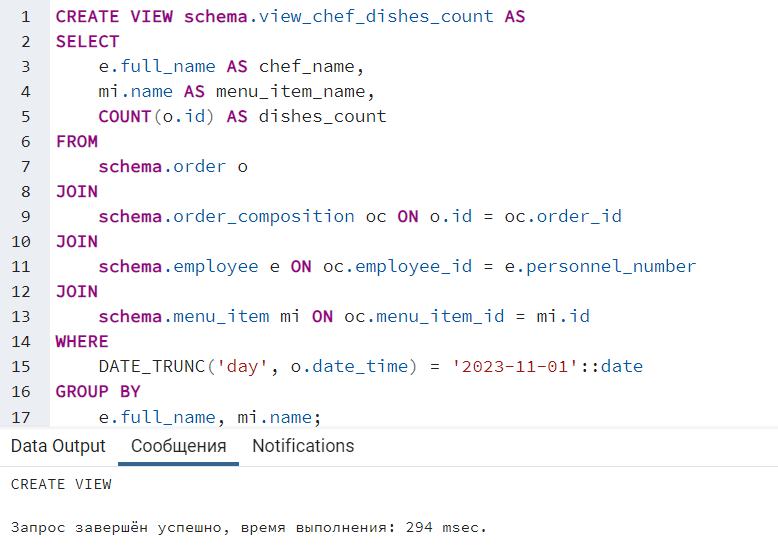 1 CREATE VIEW schema.view_chef_dishes_count AS
2 SELECT
3     e.full_name AS chef_name,
4     mi.name AS menu_item_name,
5     COUNT(o.id) AS dishes_count
6 FROM
7     schema.order o
8 JOIN
9     schema.order_composition oc ON o.id = oc.order_id
10 JOIN
11     schema.employee e ON oc.employee_id = e.personnel_number
12 JOIN
13     schema.menu_item mi ON oc.menu_item_id = mi.id
14 WHERE
15     DATE_TRUNC('day', o.date_time) = '2023-11-01'::date
16 GROUP BY
17     e.full_name, mi.name;
Data Output Сообщения Notifications
CREATE VIEW
Запрос завершён успешно, время выполнения: 294 msec.